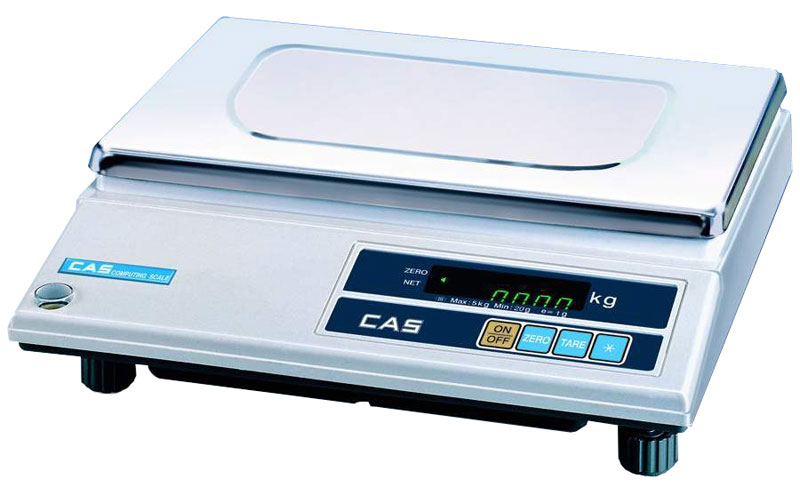 CAS COMPUTING SCALE
ZERO
NET
0.000 kg
Max:5kg Min:20g e=1g
CAS
ON
OFF
ZERO
TARE
*